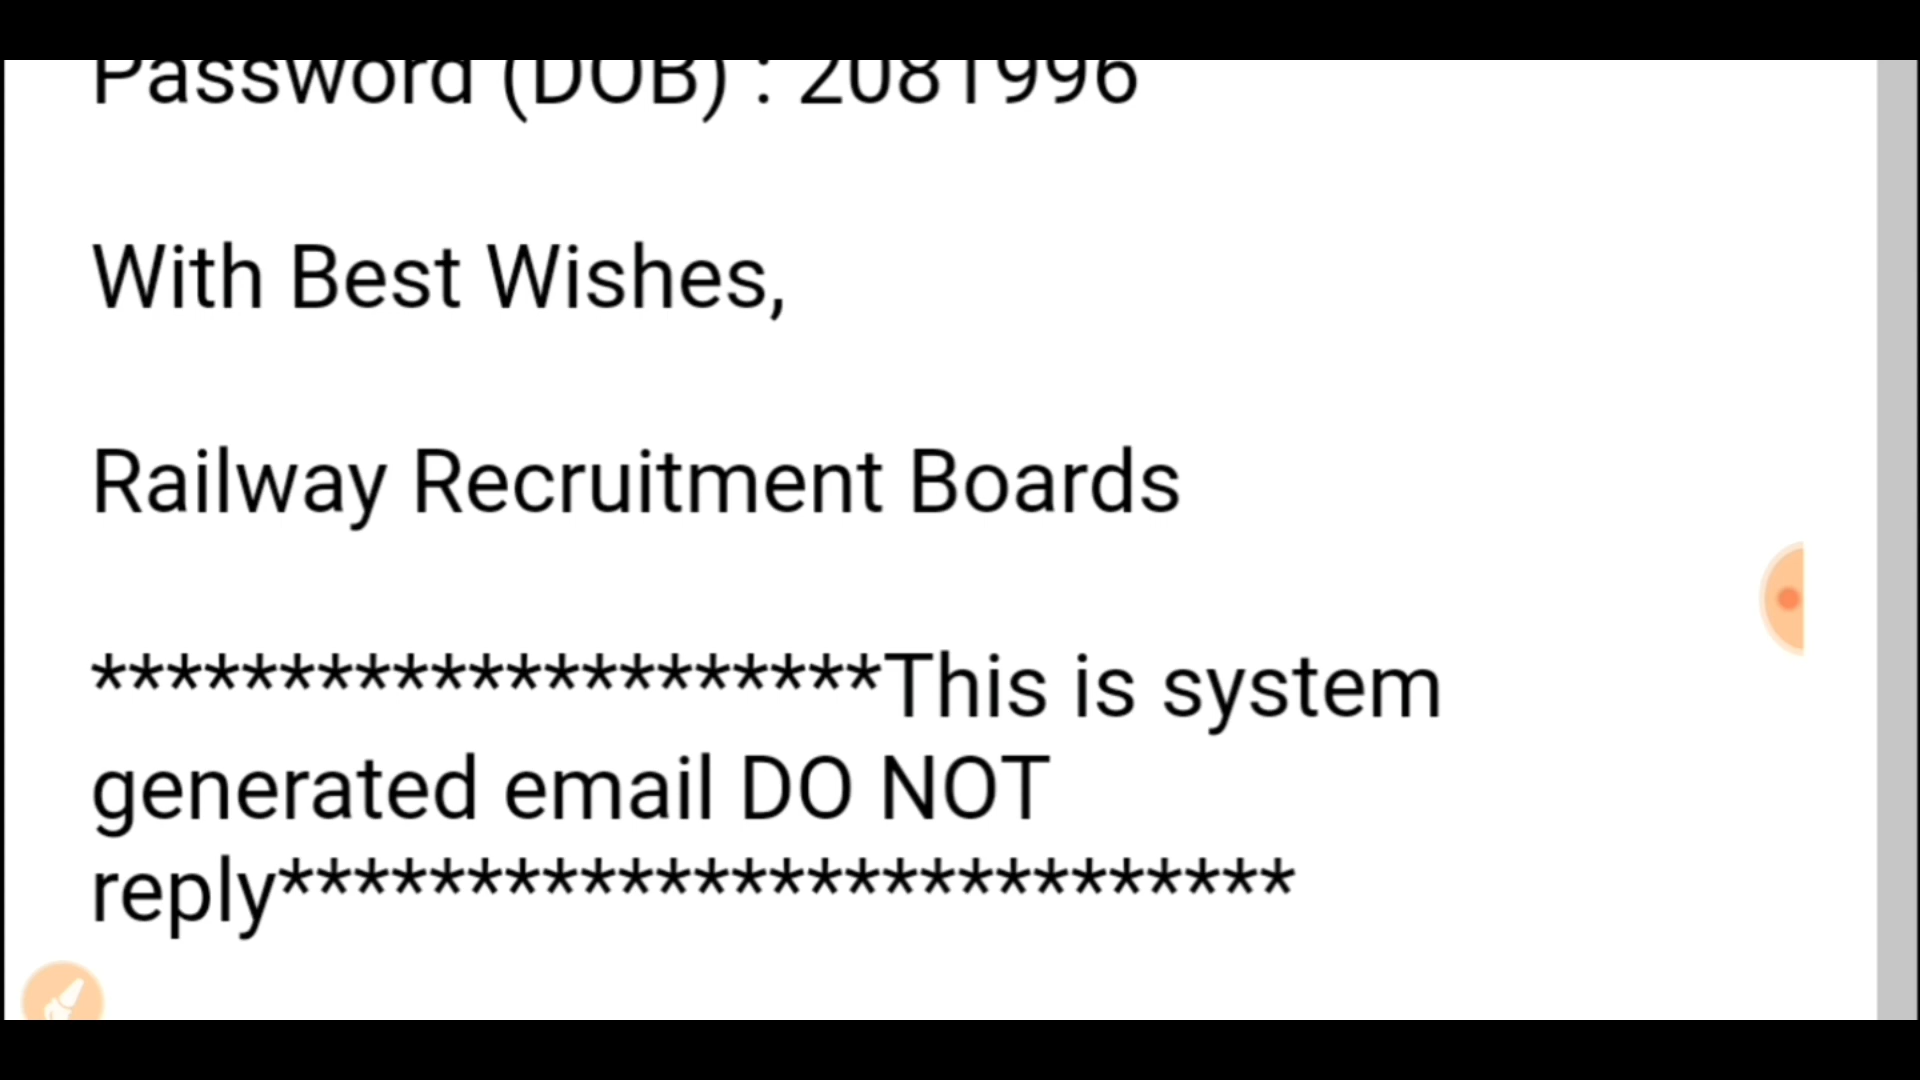 Password (DOB) : 2081996
With Best Wishes,
Railway Recruitment Boards
*********************This is system
generated email DO NOT
reply***************************